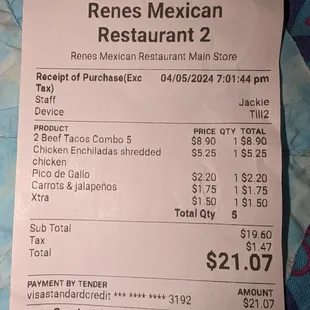 Renes Mexican
Restaurant 2
Renes Mexican Restaurant Main Store
Receipt of Purchase(Exc 04/05/2024 7:01:44 pm
Tax)
Staff Jackie
Device Till2
PRODUCT PRICE QTY TOTAL
2 Beef Tacos Combo 5 $8.90 1 $8.90
Chicken Enchiladas shredded $5.25 1 $5.25
chicken
Pico de Gallo $2.20 1 $2.20
Carrots & jalapeños $1.75 1 $1.75
Xtra $1.50 1 $1.50
Total Qty 5
Sub Total $19.60
Tax $1.47
Total $21.07
PAYMENT BY TENDER AMOUNT
visastandardcredit **** **** **** 3192 $21.07